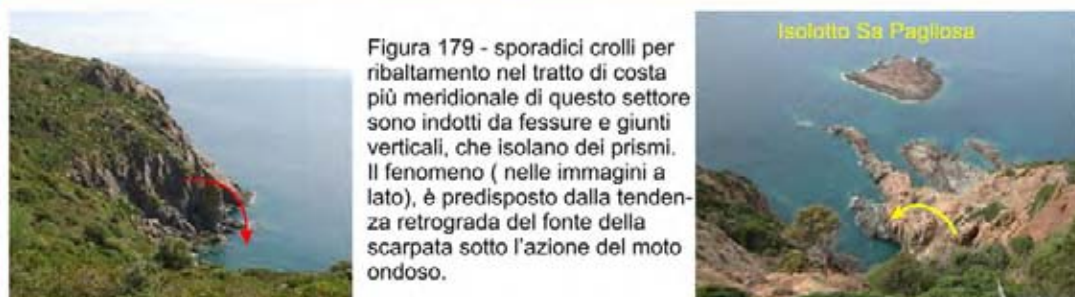 Figura 179 - sporadici crolli per
ribaltamento nel tratto di costa
più meridionale di questo settore
sono indotti da fessure e giunti
verticali, che isolano dei prismi.
Il fenomeno ( nelle immagini a
lato), è predisposto dalla tenden-
za retrograda del fonte della
scarpata sotto l'azione del moto
ondoso.
Isolotto Sa Pagliosa